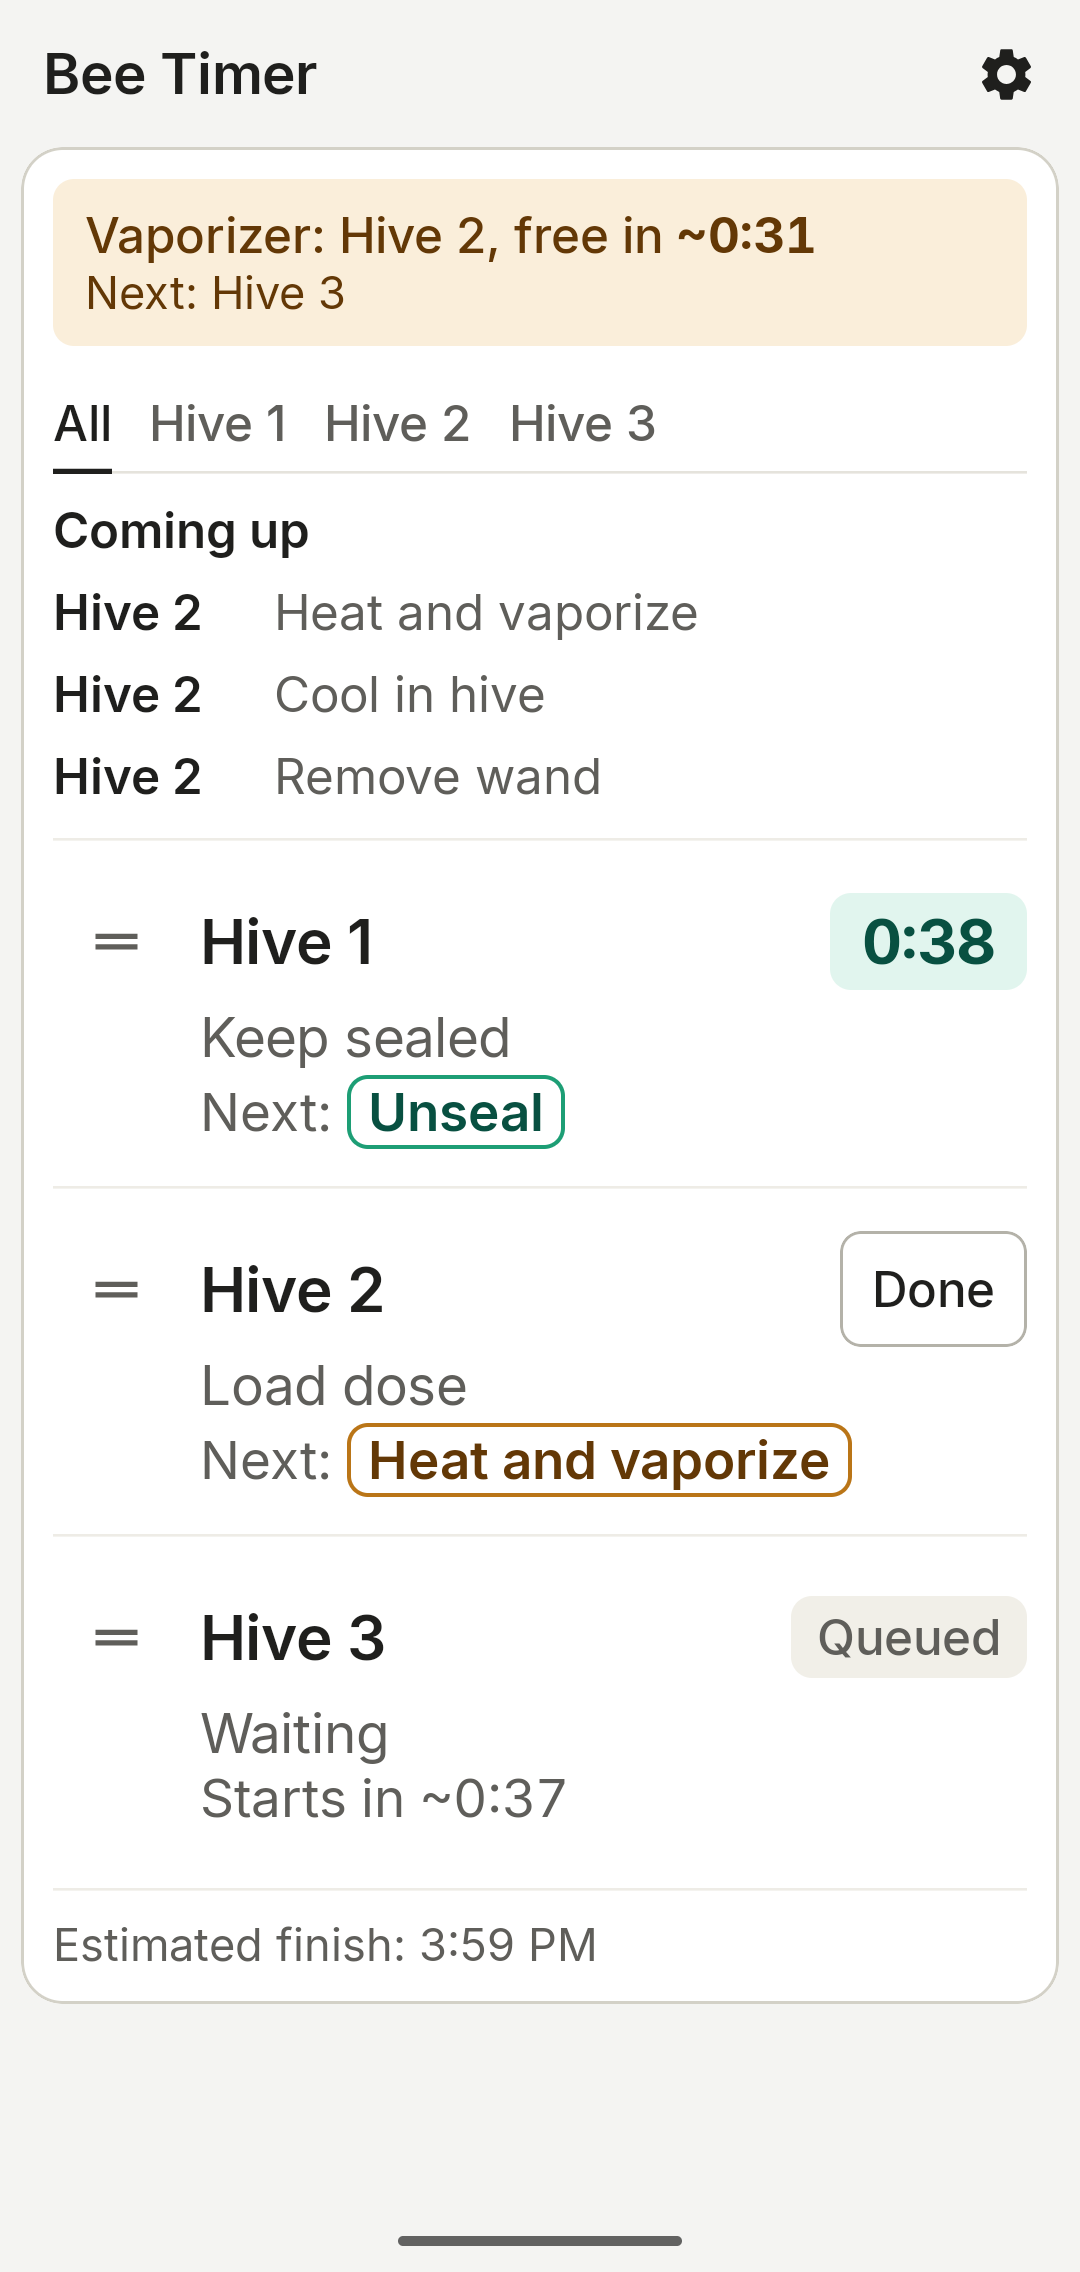 Bee Timer
Vaporizer: Hive 2, free in ~0:31
Next: Hive 3
All Hive 1 Hive 2 Hive 3
Coming up
Hive 2 Heat and vaporize
Hive 2 Cool in hive
Hive 2 Remove wand
Hive 1 0:38
Keep sealed
Next: Unseal
Hive 2 Done
Load dose
Next: Heat and vaporize
Hive 3 Queued
Waiting
Starts in ~0:37
Estimated finish: 3:59 PM